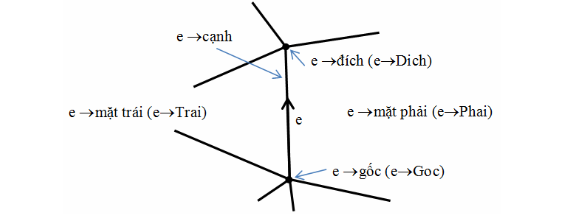 e →cạnh
e →đích (e→Dich)
e →mặt trái (e→Trai)
e →mặt phải (e→Phai)
e
e →gốc (e→Goc)